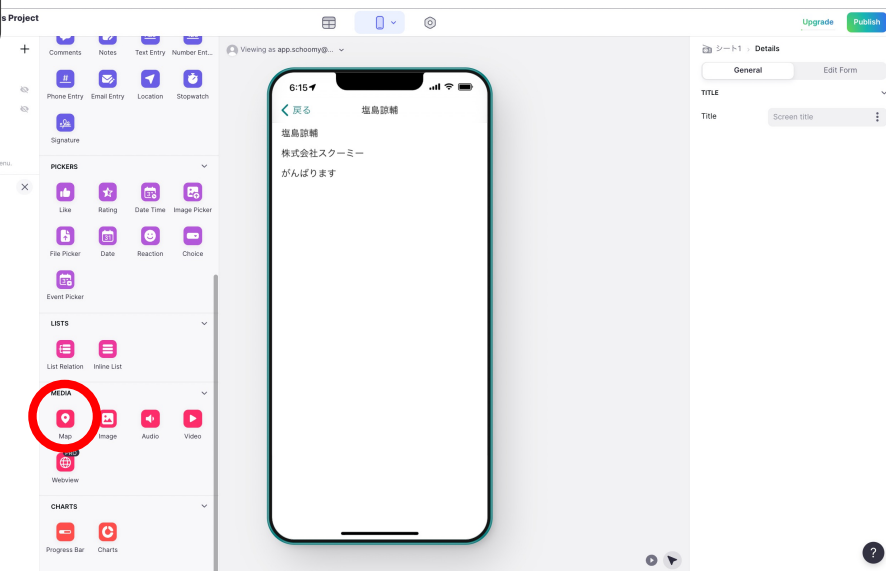 s Project
Upgrade
Publish
Comments
Notes
Text Entry
Number Ent...
Viewing as app.schoomy@...
シート1
Details
General
Edit Form
Phone Entry
Email Entry
Location
Stopwatch
6:15
TITLE
Title
Screen title
戻る
塩島諒輔
塩島諒輔
株式会社スクーミー
がんばります
Signature
enu.
PICKERS
Like
Rating
Date Time
Image Picker
31
File Picker
Date
Reaction
Choice
Event Picker
LISTS
List Relation
Inline List
MEDIA
Map
Image
Audio
Video
PRO
Webview
CHARTS
Progress Bar
Charts
?